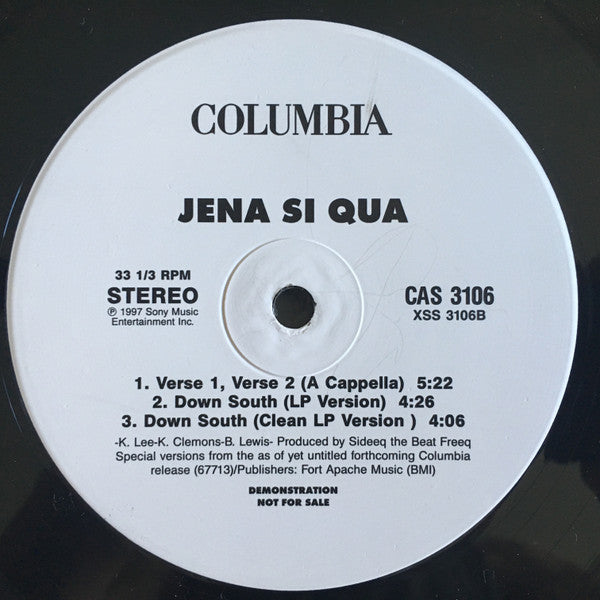 COLUMBIA
JENA SI QUA
33 1/3 RPM
STEREO
℗ 1997 Sony Music
Entertainment Inc.
CAS 3106
XSS 3106B
1. Verse 1, Verse 2 (A Cappella) 5:22
2. Down South (LP Version) 4:26
3. Down South (Clean LP Version ) 4:06
-K. Lee-K. Clemons-B. Lewis- Produced by Sideeq the Beat Freeq
Special versions from the as of yet untitled forthcoming Columbia
release (67713)/Publishers: Fort Apache Music (BMI)
DEMONSTRATION
NOT FOR SALE